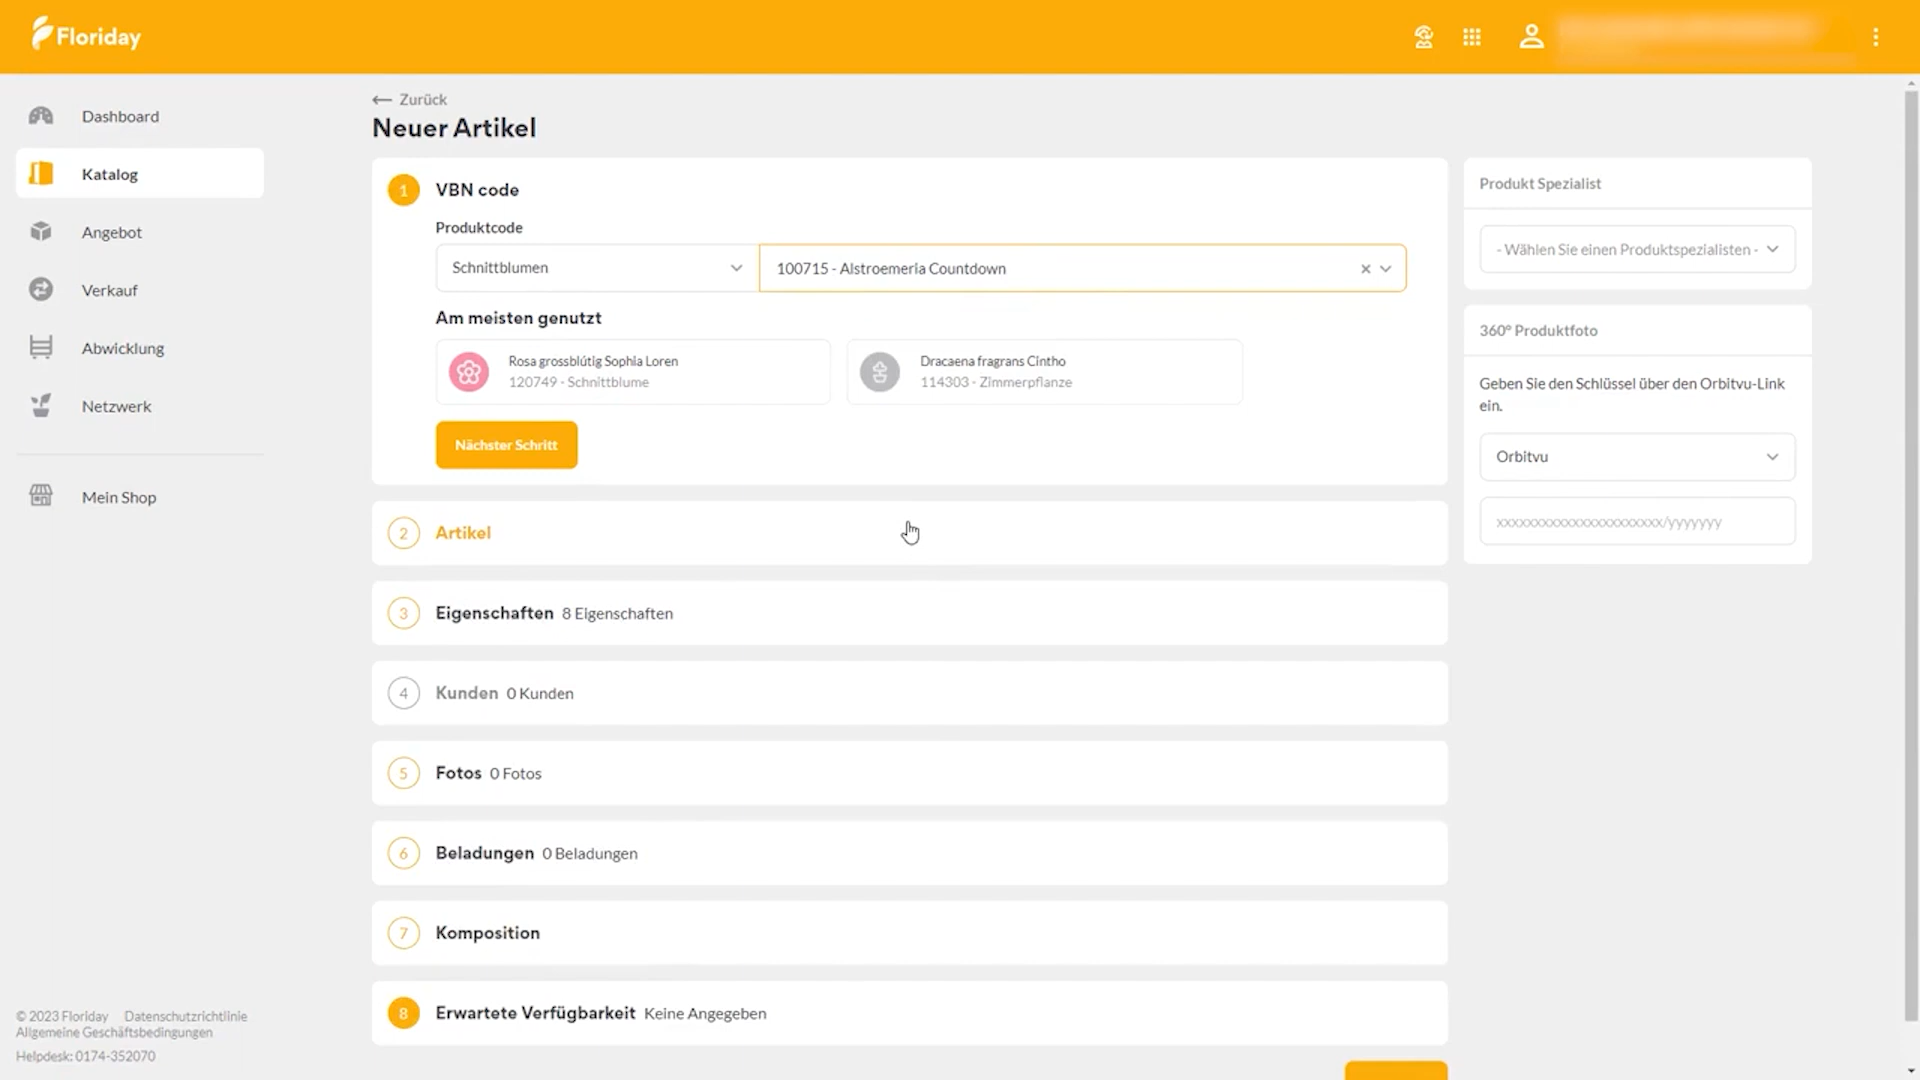 Floriday
Dashboard
Katalog
Angebot
Verkauf
Abwicklung
Netzwerk
Mein Shop
© 2023 Floriday Datenschutzrichtlinie
Allgemeine Geschäftsbedingungen
Helpdesk: 0174-352070
← Zurück
Neuer Artikel
1 VBN code
Produktcode
Schnittblumen
100715 - Alstroemeria Countdown
Am meisten genutzt
Rosa grossblütig Sophia Loren
120749 - Schnittblume
Dracaena fragrans Cintho
114303 - Zimmerpflanze
Nächster Schritt
2 Artikel
3 Eigenschaften 8 Eigenschaften
4 Kunden 0 Kunden
5 Fotos 0 Fotos
6 Beladungen 0 Beladungen
7 Komposition
8 Erwartete Verfügbarkeit Keine Angegeben
Produkt Spezialist
- Wählen Sie einen Produktspezialisten -
360° Produktfoto
Geben Sie den Schlüssel über den Orbitvu-Link
ein.
Orbitvu
xxxxxxxxxxxxxxxxxxxxxxx/yyyyyyy